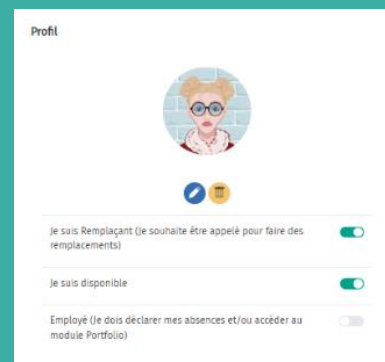 Profil
Je suis Remplaçant (Je souhaite être appelé pour faire des
remplacements)
Je suis disponible
Employé (Je dois déclarer mes absences et/ou accéder au
module Portfolio)